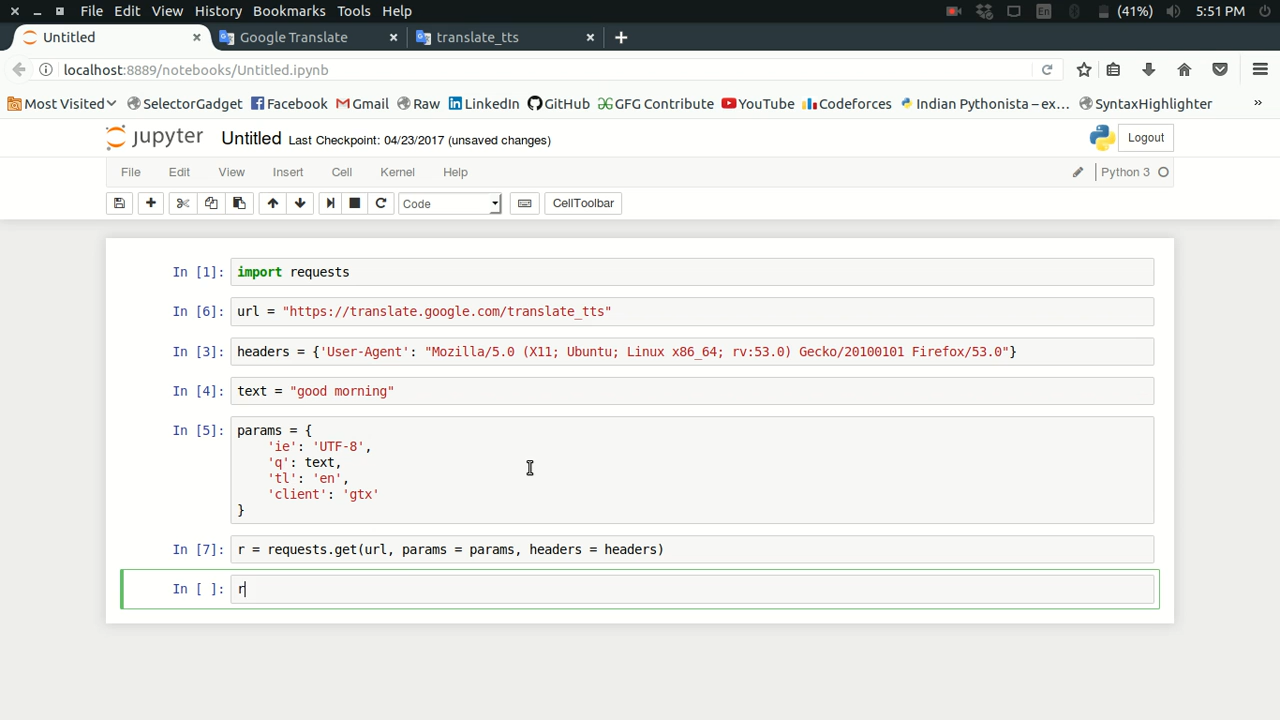 File Edit View History Bookmarks Tools Help En (41%) 5:51 PM
Untitled Google Translate translate_tts
localhost:8889/notebooks/Untitled.ipynb
Most Visited SelectorGadget Facebook Gmail Raw LinkedIn GitHub GFG Contribute YouTube Codeforces Indian Pythonista – ex... SyntaxHighlighter »
jupyter Untitled Last Checkpoint: 04/23/2017 (unsaved changes) Logout
File Edit View Insert Cell Kernel Help Python 3
Code CellToolbar
In [1]: import requests
In [6]: url = "https://translate.google.com/translate_tts"
In [3]: headers = {'User-Agent': "Mozilla/5.0 (X11; Ubuntu; Linux x86_64; rv:53.0) Gecko/20100101 Firefox/53.0"}
In [4]: text = "good morning"
In [5]: params = {
'ie': 'UTF-8',
'q': text,
'tl': 'en',
'client': 'gtx'
}
In [7]: r = requests.get(url, params = params, headers = headers)
In [ ]: r